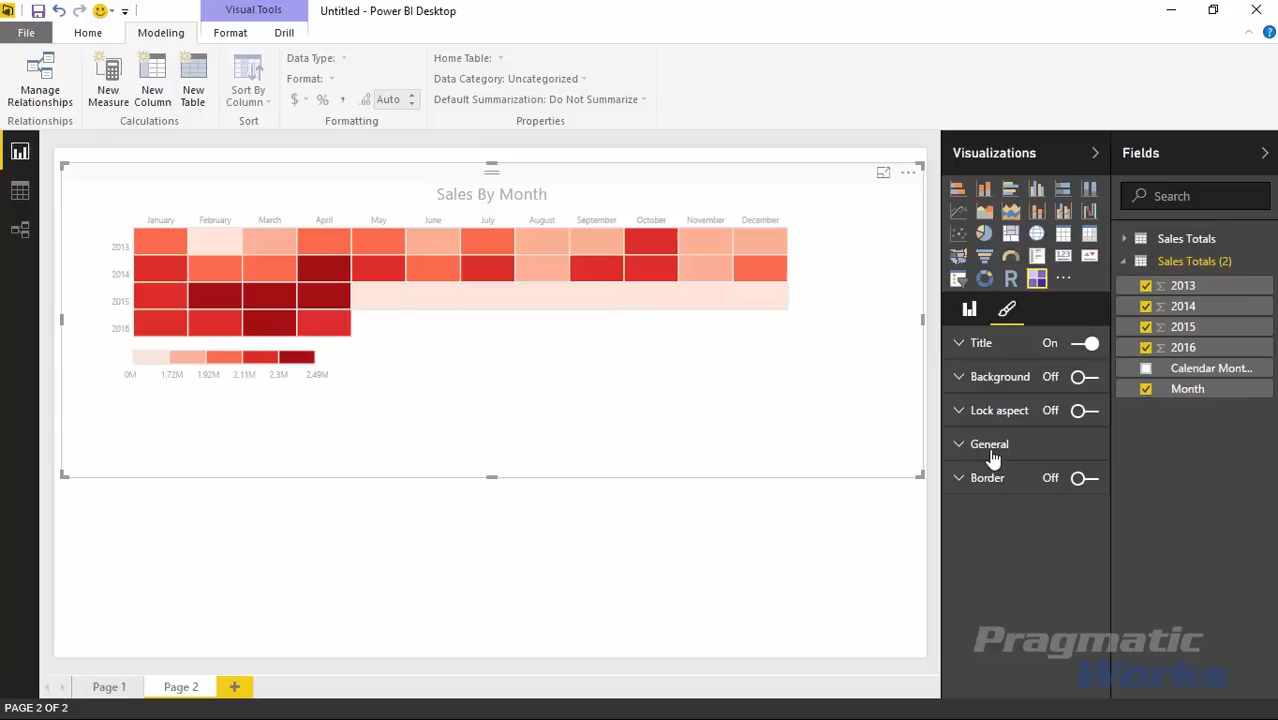 Visual Tools
Untitled - Power BI Desktop
File Home Modeling Format Drill
Manage Relationships
New Measure
New Column
New Table
Sort By Column
Data Type:
Format:
$ % , .00 Auto
Home Table:
Data Category: Uncategorized
Default Summarization: Do Not Summarize
Relationships Calculations Sort Formatting Properties
Sales By Month
January February March April May June July August September October November December
2013
2014
2015
2016
0M 1.72M 1.92M 2.11M 2.3M 2.49M
Visualizations
Title On
Background Off
Lock aspect Off
General
Border Off
Fields
Search
Sales Totals
Sales Totals (2)
2013
2014
2015
2016
Calendar Mont...
Month
Pragmatic
Works
Page 1 Page 2
PAGE 2 OF 2